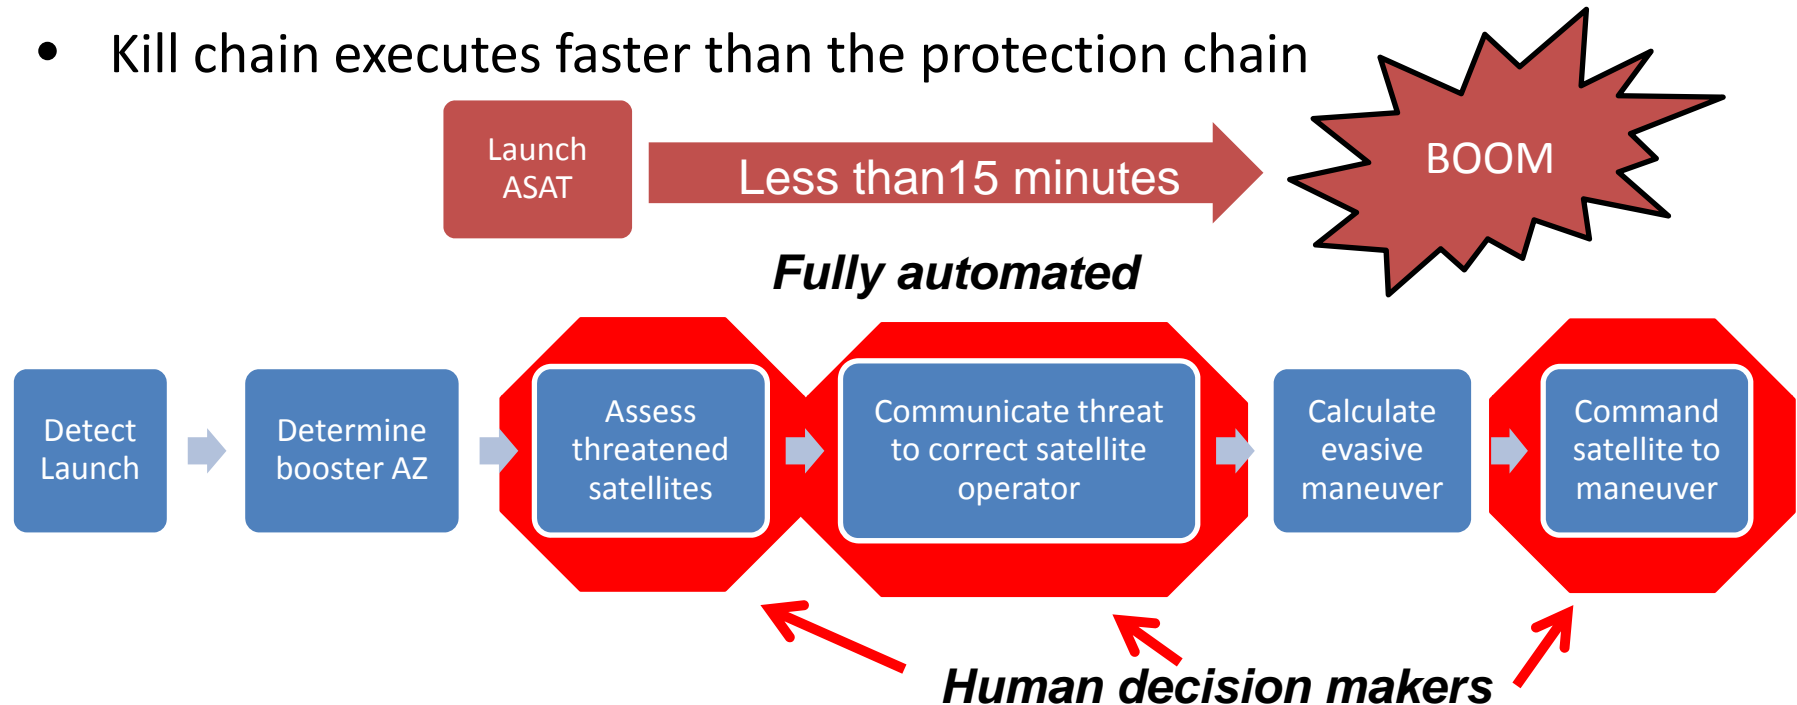 • Kill chain executes faster than the protection chain
Launch
ASAT
Less than15 minutes
BOOM
Fully automated
Detect
Launch
Determine
booster AZ
Assess
threatened
satellites
Communicate threat
to correct satellite
operator
Calculate
evasive
maneuver
Command
satellite to
maneuver
Human decision makers